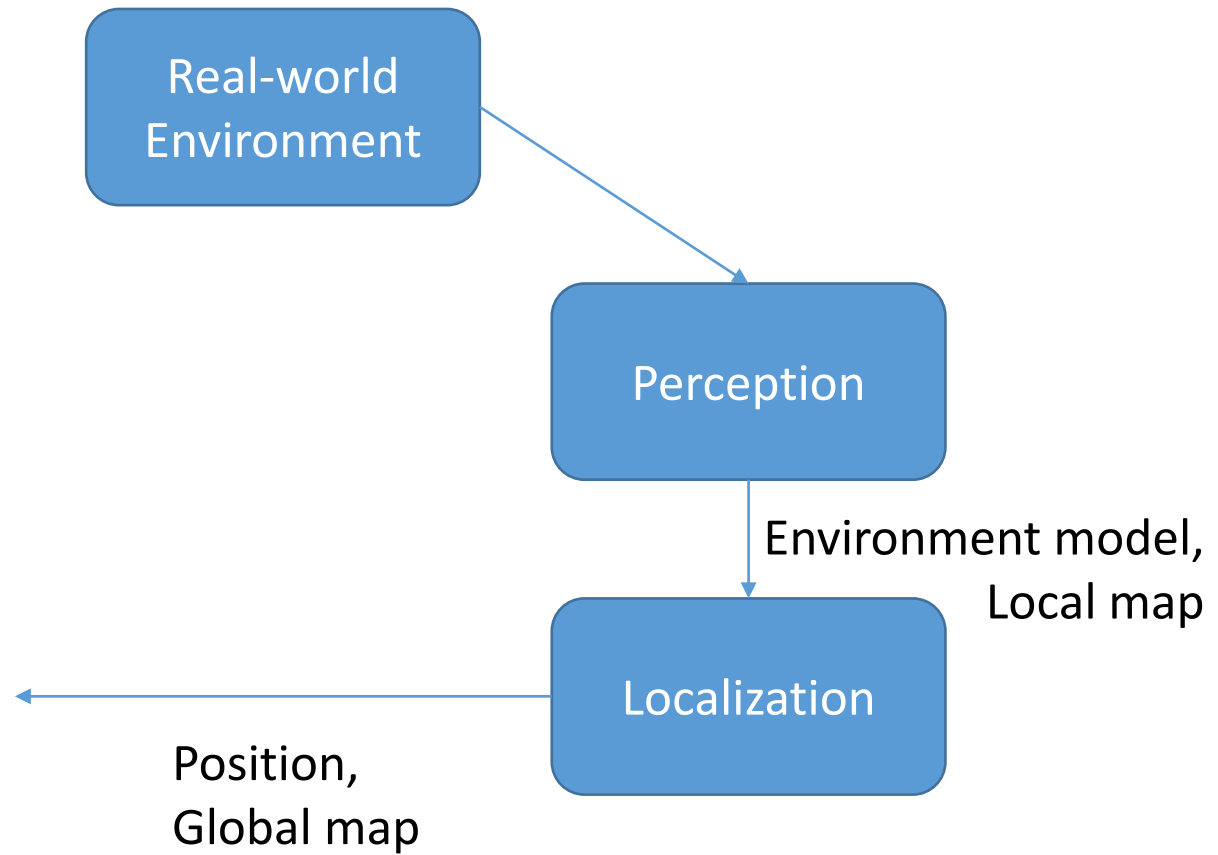 Real-world
Environment
Perception
Environment model,
Local map
Localization
Position,
Global map